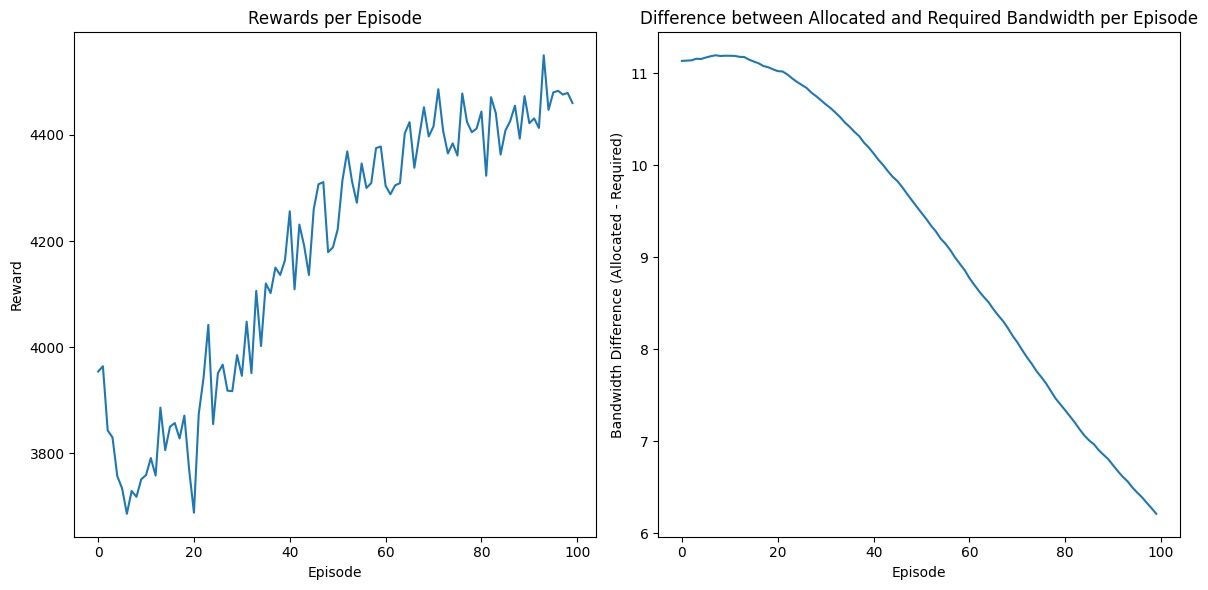 Rewards per Episode
Reward
4400
4200
4000
3800
0 20 40 60 80 100
Episode
Difference between Allocated and Required Bandwidth per Episode
Bandwidth Difference (Allocated - Required)
11
10
9
8
7
6
0 20 40 60 80 100
Episode